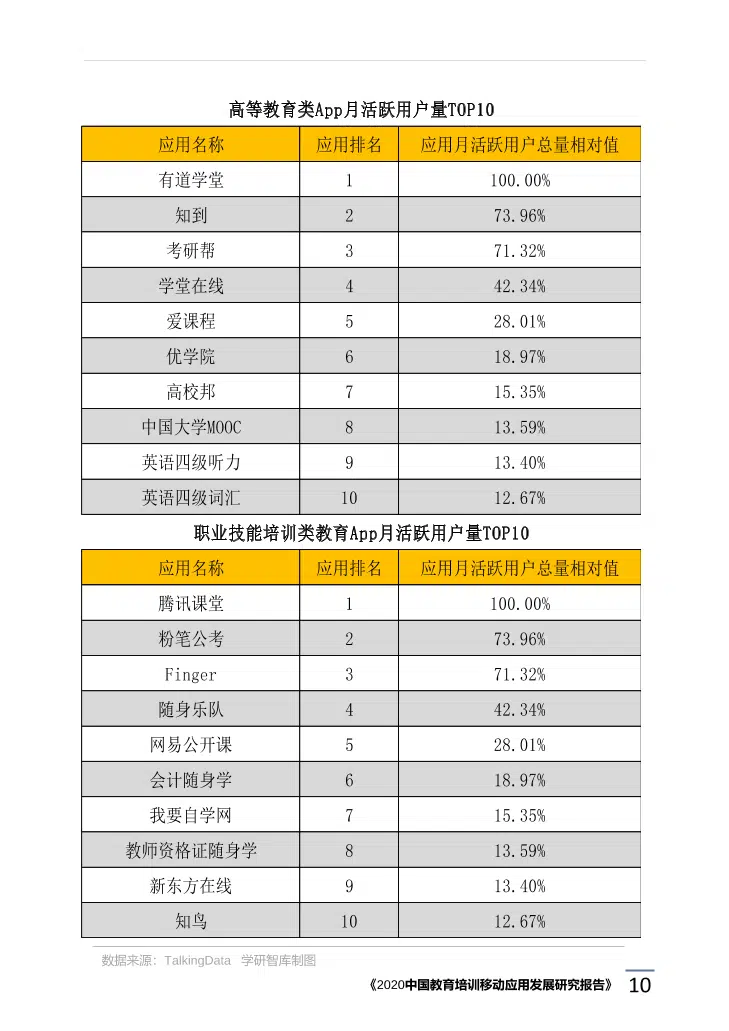 高等教育类App月活跃用户量TOP10
应用名称 应用排名 应用月活跃用户总量相对值
有道学堂 1 100.00%
知到 2 73.96%
考研帮 3 71.32%
学堂在线 4 42.34%
爱课程 5 28.01%
优学院 6 18.97%
高校邦 7 15.35%
中国大学MOOC 8 13.59%
英语四级听力 9 13.40%
英语四级词汇 10 12.67%
职业技能培训类教育App月活跃用户量TOP10
应用名称 应用排名 应用月活跃用户总量相对值
腾讯课堂 1 100.00%
粉笔公考 2 73.96%
Finger 3 71.32%
随身乐队 4 42.34%
网易公开课 5 28.01%
会计随身学 6 18.97%
我要自学网 7 15.35%
教师资格证随身学 8 13.59%
新东方在线 9 13.40%
知鸟 10 12.67%
数据来源：TalkingData 学研智库制图
《2020中国教育培训移动应用发展研究报告》 10